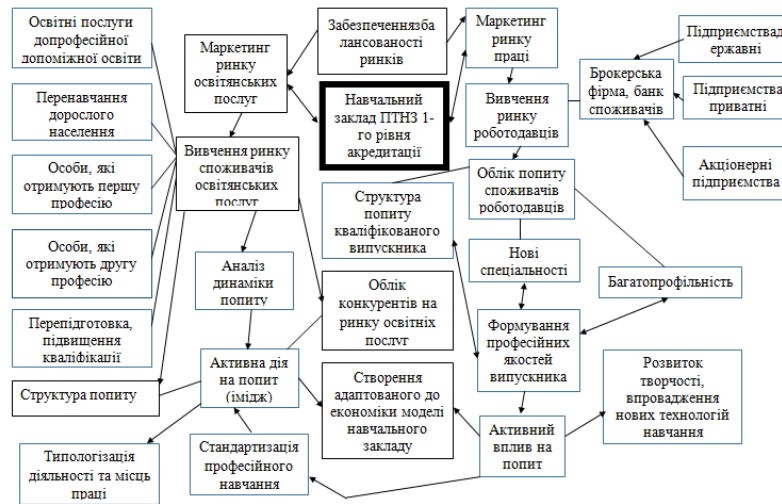 Освітні послуги
допрофесійної
допоміжної освіти
Маркетинг
ринку
освітянських
послуг
Забезпеченнязба
лансованості
ринків
Маркетинг
ринку
праці
Підприємствад
ержавні
Брокерська
фірма, банк
споживачів
Підприємства
приватні
Акціонерні
підприємства
Перенавчання
дорослого
населення
Навчальний
заклад ПТНЗ 1-
го рівня
акредитації
Вивчення
ринку
роботодавців
Вивчення ринку
споживачів
освітянських
послуг
Особи, які
отримують першу
професію
Структура
попиту
кваліфікованого
випускника
Облік попиту
споживачів
роботодавців
Особи, які
отримують другу
професію
Аналіз
динаміки
попиту
Нові
спеціальності
Багатопрофільність
Облік
конкурентів на
ринку освітніх
послуг
Перепідготовка,
підвищення
кваліфікації
Формування
професійних
якостей
випускника
Структура попиту
Активна дія
на попит
(імідж)
Створення
адаптованого до
економіки моделі
навчального
закладу
Розвиток
творчості,
впровадження
нових технологій
навчання
Типологізація
діяльності та місць
праці
Стандартизація
професійного
навчання
Активний
вплив на
попит